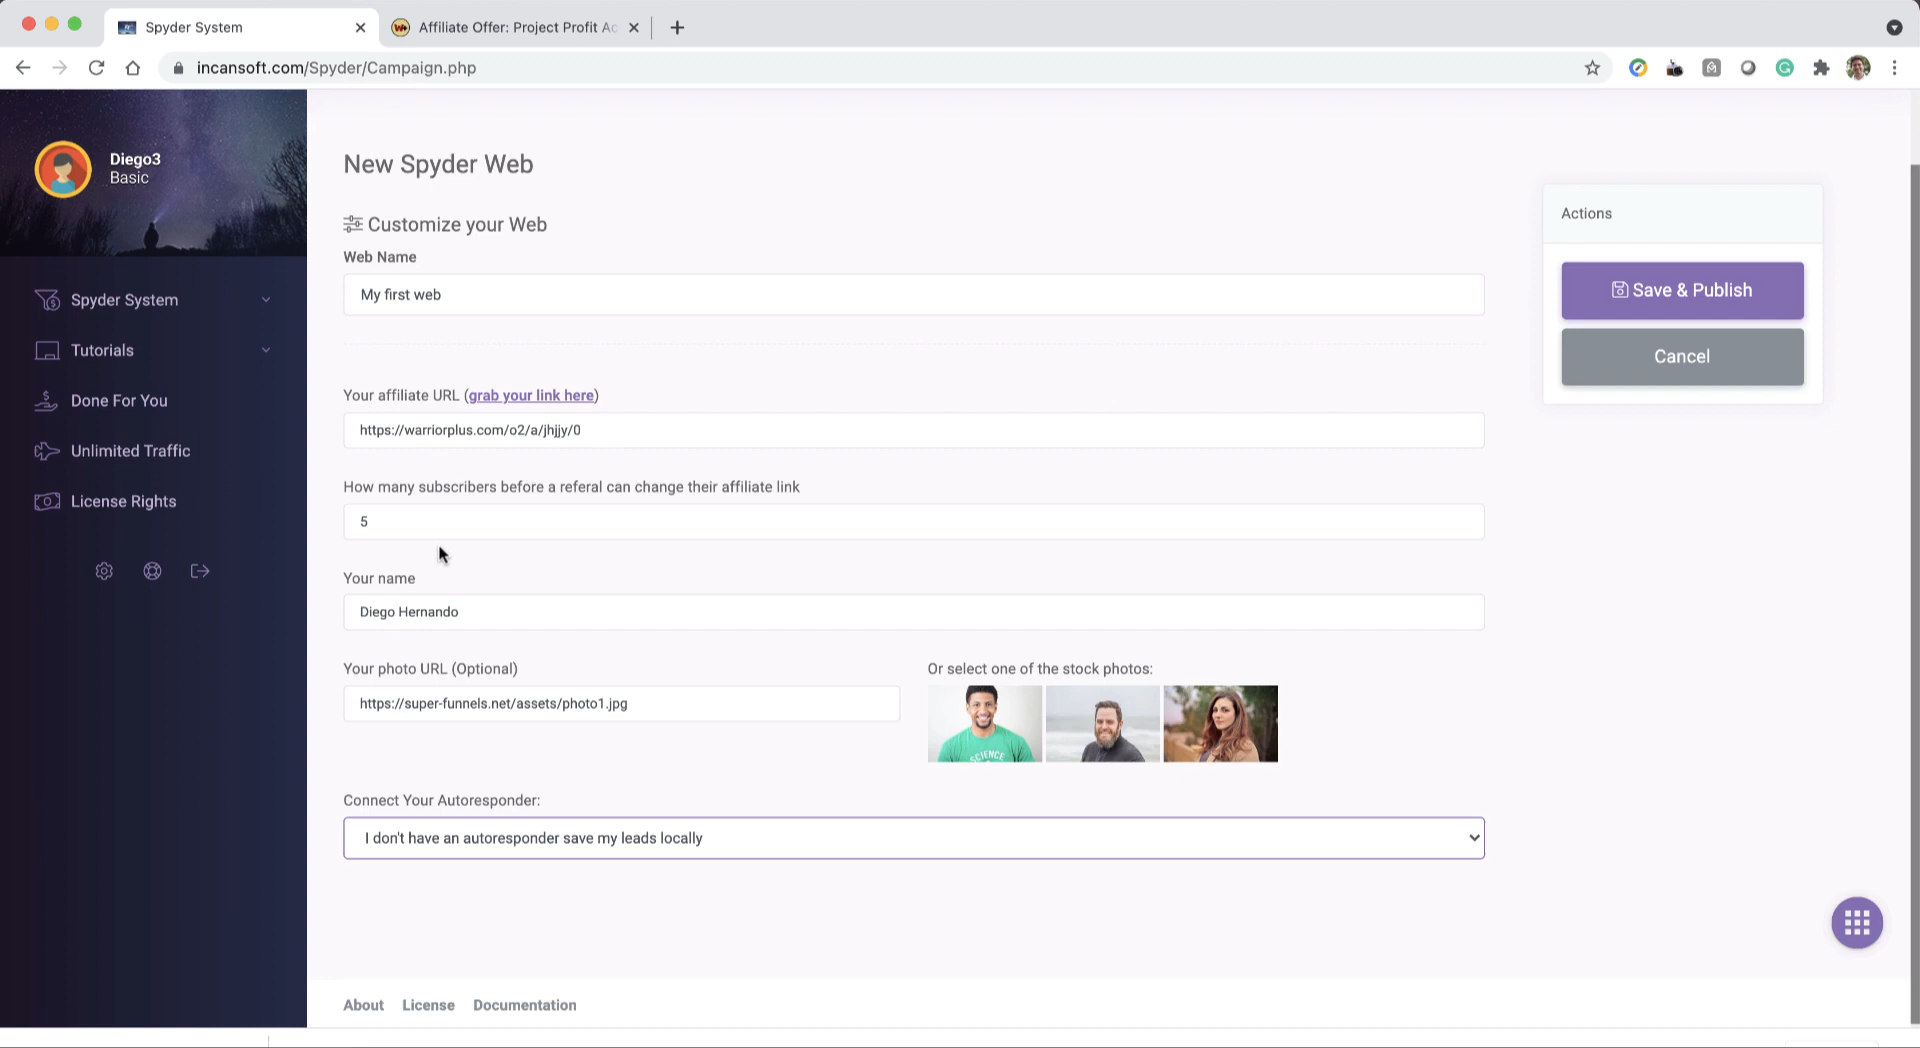 Spyder System
Affiliate Offer: Project Profit Ac
incansoft.com/Spyder/Campaign.php
Diego3
Basic
Spyder System
Tutorials
Done For You
Unlimited Traffic
License Rights
New Spyder Web
Customize your Web
Web Name
My first web
Your affiliate URL (grab your link here)
https://warriorplus.com/o2/a/jhjjy/0
How many subscribers before a referal can change their affiliate link
5
Your name
Diego Hernando
Your photo URL (Optional)
https://super-funnels.net/assets/photo1.jpg
Or select one of the stock photos:
SCIENCE
Connect Your Autoresponder:
I don't have an autoresponder save my leads locally
Actions
Save & Publish
Cancel
About License Documentation